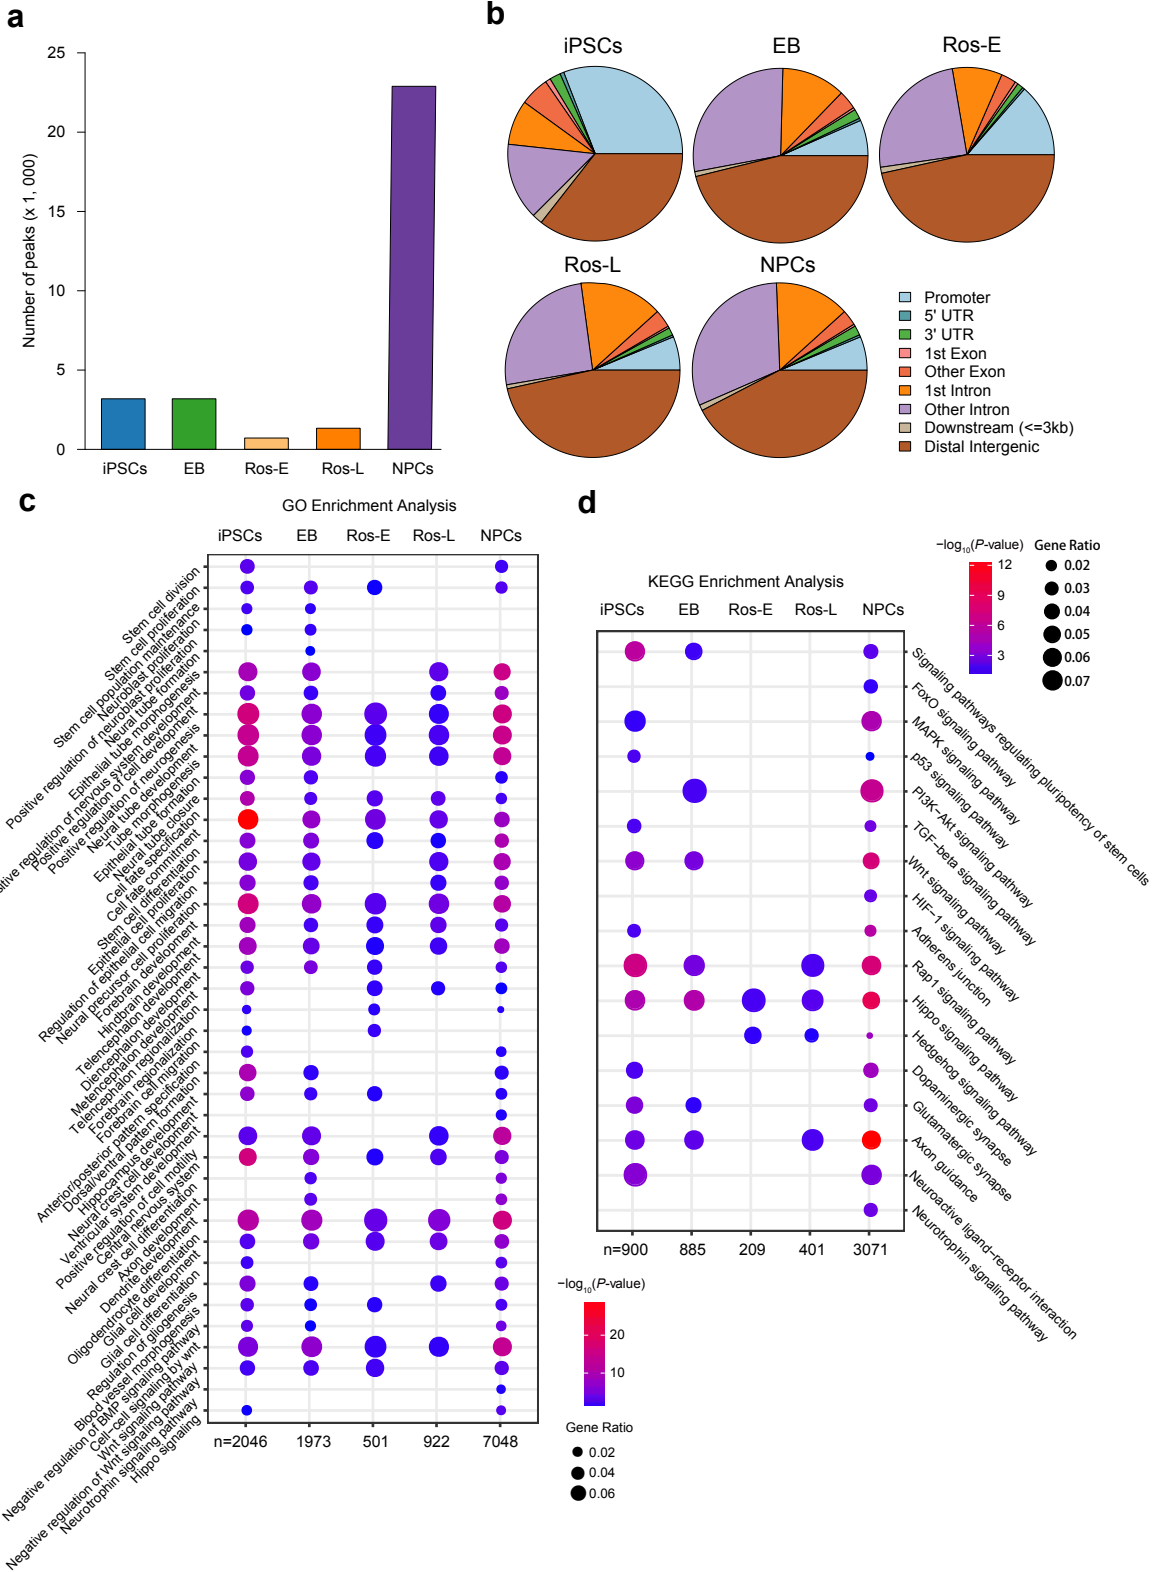 a
25
20
15
10
5
0
Number of peaks (x 1, 000)
iPSCs EB Ros-E Ros-L NPCs
b
iPSCs EB Ros-E
Ros-L NPCs
Promoter
5' UTR
3' UTR
1st Exon
Other Exon
1st Intron
Other Intron
Downstream (<=3kb)
Distal Intergenic
c
GO Enrichment Analysis
iPSCs EB Ros-E Ros-L NPCs
Stem cell division
Stem cell proliferation
Stem cell population maintenance
Neuroblast proliferation
Positive regulation of neuroblast proliferation
Neural tube formation
Epithelial tube morphogenesis
sitive regulation of nervous system development
Positive regulation of cell development
Positive regulation of neurogenesis
Neural tube development
Tube morphogenesis
Epithelial tube formation
Neural tube closure
Cell fate specification
Cell fate commitment
Stem cell differentiation
Epithelial cell proliferation
Regulation of epithelial cell migration
Neural precursor cell proliferation
Forebrain development
Hindbrain development
Telencephalon development
Diencephalon development
Metencephalon development
Telencephalon regionalization
Forebrain regionalization
Forebrain cell migration
Anterior/posterior pattern specification
Dorsal/ventral pattern formation
Hippocampus development
Neural crest cell development
Ventricular system development
Positive regulation of cell motility
Central nervous system
Neural crest cell differentiation
Axon development
Dendrite development
Oligodendrocyte differentiation
Glial cell development
Glial cell differentiation
Regulation of gliogenesis
Blood vessel morphogenesis
Negative regulation of BMP signaling pathway
Cell−cell signaling by wnt
Wnt signaling pathway
Negative regulation of Wnt signaling pathway
Neurotrophin signaling pathway
Hippo signaling
n=2046 1973 501 922 7048
−log10(P-value)
20
10
Gene Ratio
0.02
0.04
0.06
d
−log10(P-value)
12
9
6
3
Gene Ratio
0.02
0.03
0.04
0.05
0.06
0.07
KEGG Enrichment Analysis
iPSCs EB Ros-E Ros-L NPCs
Signaling pathways regulating pluripotency of stem cells
FoxO signaling pathway
MAPK signaling pathway
p53 signaling pathway
PI3K−Akt signaling pathway
TGF−beta signaling pathway
Wnt signaling pathway
HIF−1 signaling pathway
Adherens junction
Rap1 signaling pathway
Hippo signaling pathway
Hedgehog signaling pathway
Dopaminergic synapse
Glutamatergic synapse
Axon guidance
Neuroactive ligand−receptor interaction
Neurotrophin signaling pathway
n=900 885 209 401 3071